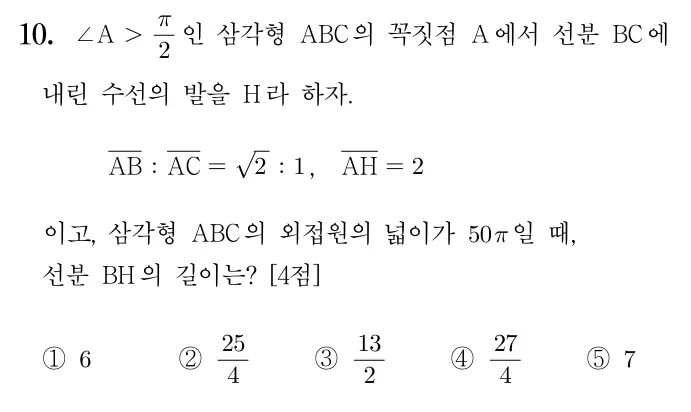 10. ∠A > π/2 인 삼각형 ABC의 꼭짓점 A에서 선분 BC에
내린 수선의 발을 H라 하자.
A̅B̅ : A̅C̅ = √2 : 1, A̅H̅ = 2
이고, 삼각형 ABC의 외접원의 넓이가 50π일 때,
선분 BH의 길이는? [4점]
① 6 ② 25/4 ③ 13/2 ④ 27/4 ⑤ 7